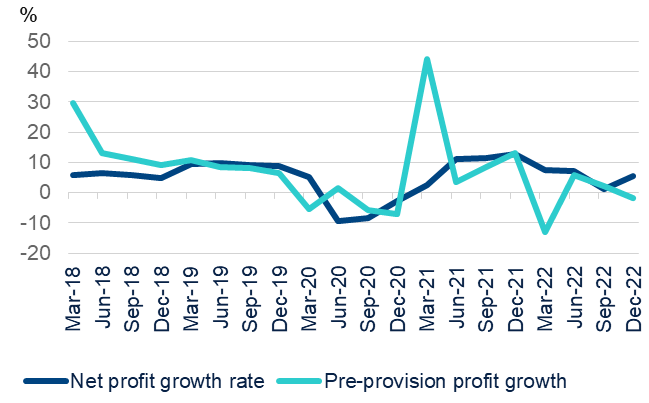 %
50
40
30
20
10
0
-10
-20
Mar-18
Jun-18
Sep-18
Dec-18
Mar-19
Jun-19
Sep-19
Dec-19
Mar-20
Jun-20
Sep-20
Dec-20
Mar-21
Jun-21
Sep-21
Dec-21
Mar-22
Jun-22
Sep-22
Dec-22
Net profit growth rate
Pre-provision profit growth